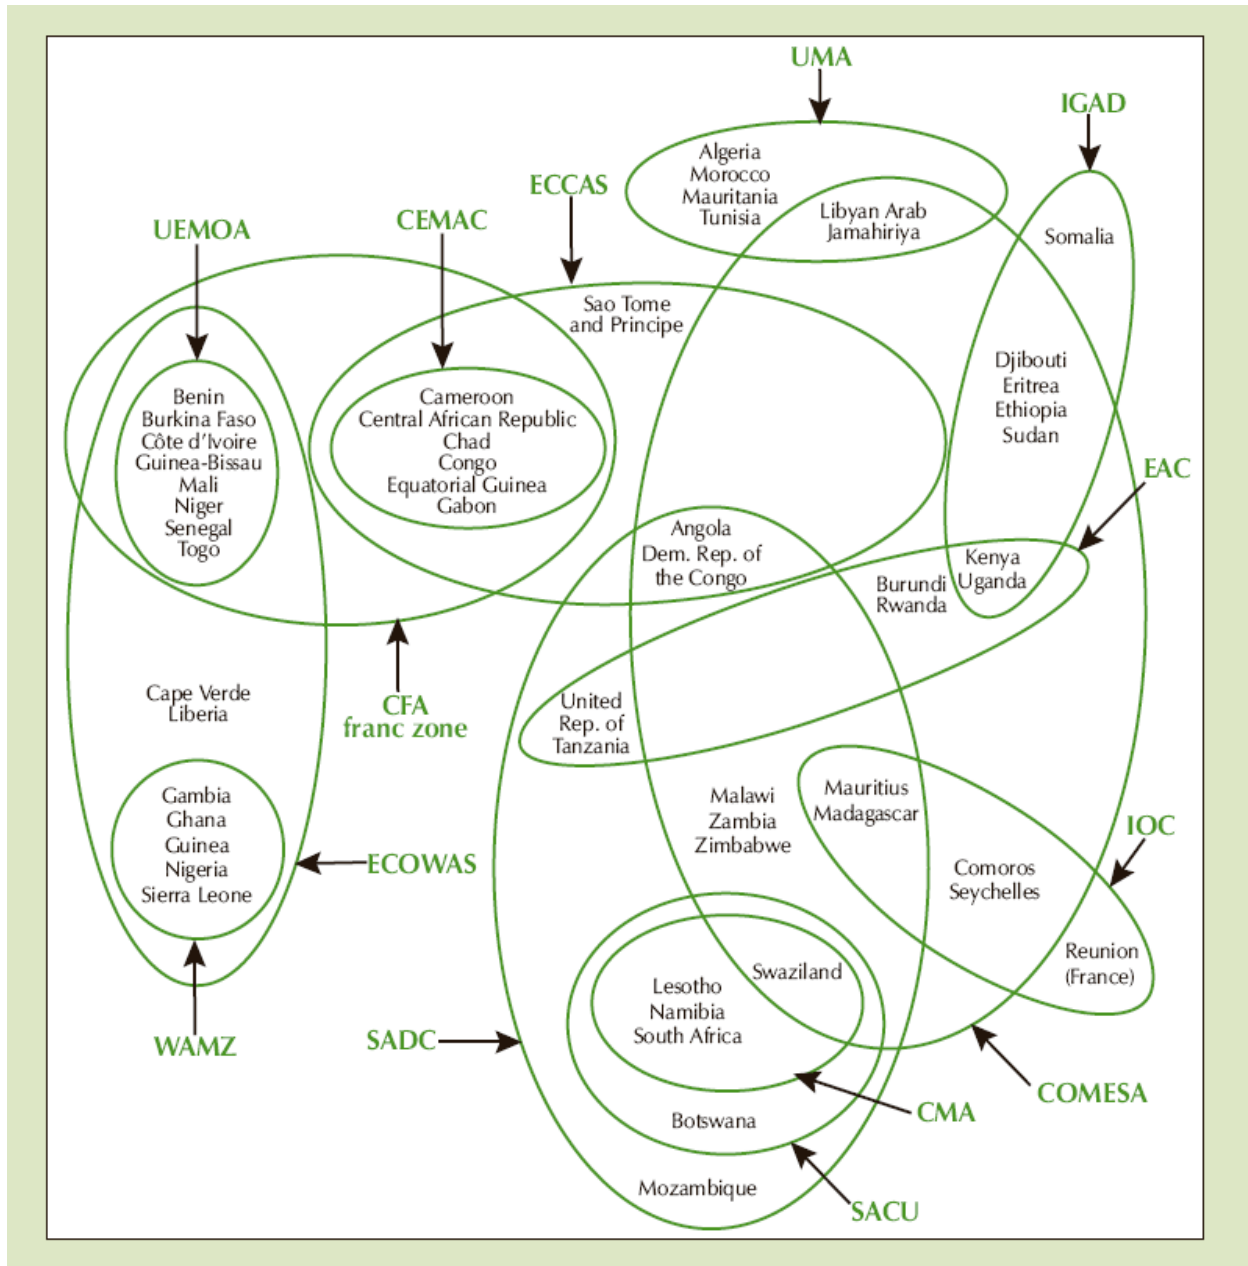 UMA
IGAD
Algeria
Morocco
Mauritania
Tunisia
ECCAS
Libyan Arab
Jamahiriya
CEMAC
UEMOA
Somalia
Sao Tome
and Principe
Djibouti
Eritrea
Ethiopia
Sudan
Benin
Burkina Faso
Côte d'Ivoire
Guinea-Bissau
Mali
Niger
Senegal
Togo
Cameroon
Central African Republic
Chad
Congo
Equatorial Guinea
Gabon
EAC
Angola
Dem. Rep. of
the Congo
Kenya
Uganda
Burundi
Rwanda
Cape Verde
Liberia
CFA
franc zone
United
Rep. of
Tanzania
Gambia
Ghana
Guinea
Nigeria
Sierra Leone
ECOWAS
Malawi
Zambia
Zimbabwe
Mauritius
Madagascar
IOC
Comoros
Seychelles
Reunion
(France)
Swaziland
Lesotho
Namibia
South Africa
WAMZ
SADC
COMESA
CMA
Botswana
Mozambique
SACU